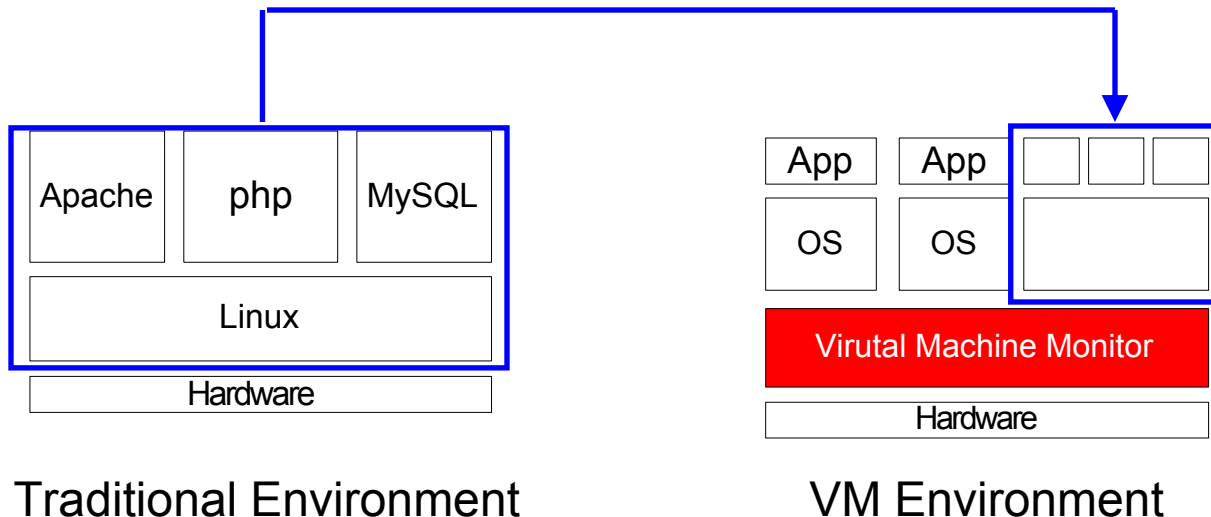 Apache
php
MySQL
Linux
Hardware
Traditional Environment
App
App
OS
OS
Virutal Machine Monitor
Hardware
VM Environment